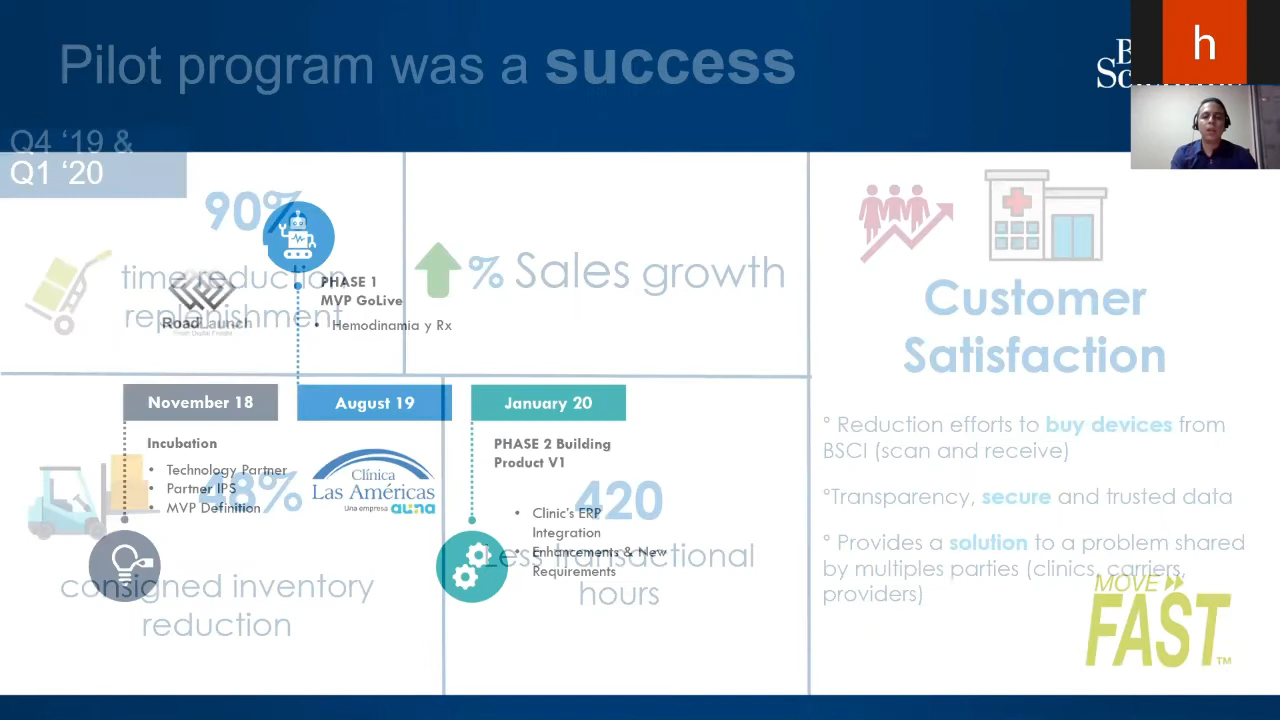 Pilot program was a success
h
Q4 ‘19 &
Q1 ‘20
90%
time reduction
replenishment
RoadLaunch
PHASE 1
MVP GoLive
• Hemodinamia y Rx
% Sales growth
Customer
Satisfaction
° Reduction efforts to buy devices from
BSCI (scan and receive)
°Transparency, secure and trusted data
° Provides a solution to a problem shared
by multiples parties (clinics, carriers,
providers)
November 18
August 19
January 20
Incubation
• Technology Partner
• Partner IPS
• MVP Definition
48%
consigned inventory
reduction
Clínica
Las Américas
Una empresa auna
PHASE 2 Building
Product V1
• Clinic's ERP
Integration
• Enhancements & New
Requirements
420
Less transactional
hours
MOVE
FAST™